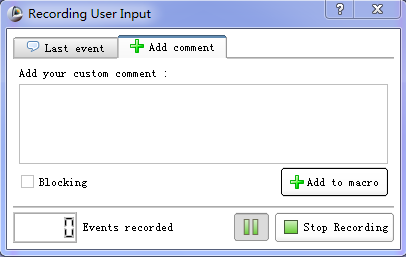 Recording User Input
?
Last event
Add comment
Add your custom comment :
Blocking
Add to macro
0
Events recorded
Stop Recording